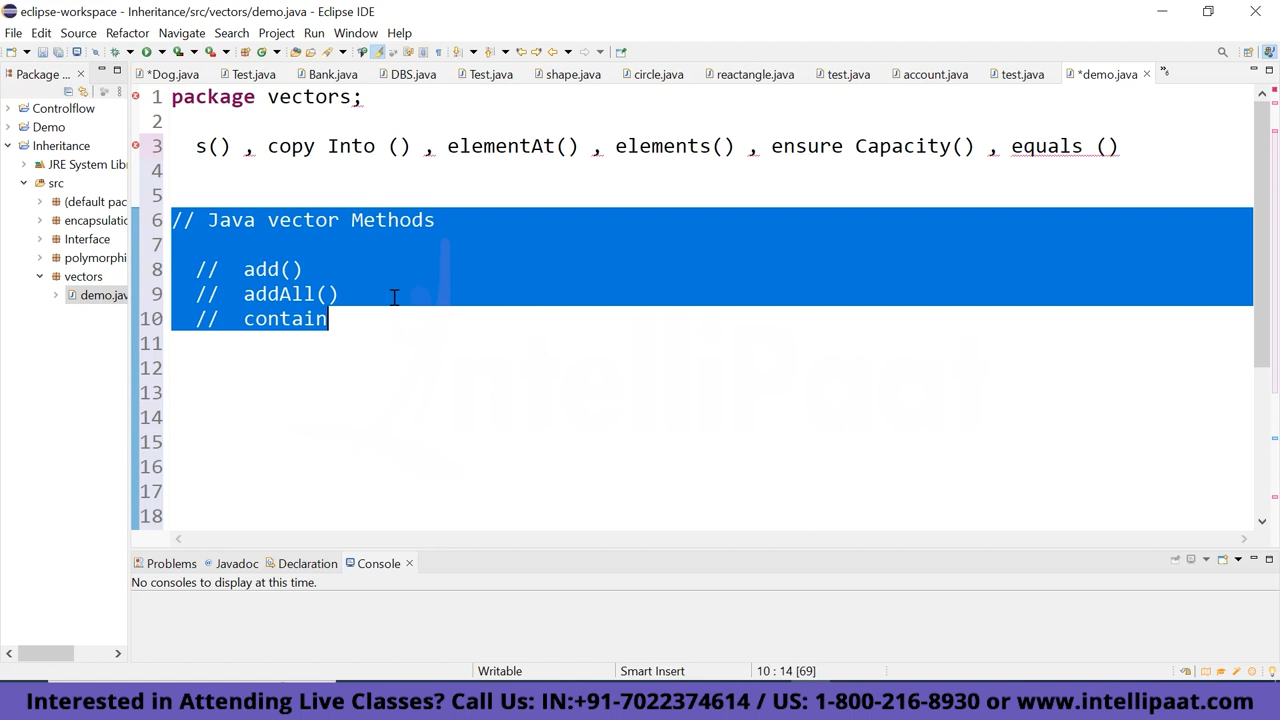 eclipse-workspace - Inheritance/src/vectors/demo.java - Eclipse IDE
File Edit Source Refactor Navigate Search Project Run Window Help
Package ... *Dog.java Test.java Bank.java DBS.java Test.java shape.java circle.java reactangle.java test.java account.java test.java *demo.java
Controlflow
Demo
Inheritance
JRE System Lib
src
(default pac
encapsulatio
Interface
polymorphi
vectors
demo.jav
1 package vectors;
2
3 s() , copy Into () , elementAt() , elements() , ensure Capacity() , equals ()
4
5
6 // Java vector Methods
7
8 // add()
9 // addAll()
10 // contain
11
12
13
14
15
16
17
18
IntelliPaat
Problems Javadoc Declaration Console
No consoles to display at this time.
Writable Smart Insert 10 : 14 [69]
Interested in Attending Live Classes? Call Us: IN:+91-7022374614 / US: 1-800-216-8930 or www.intellipaat.com